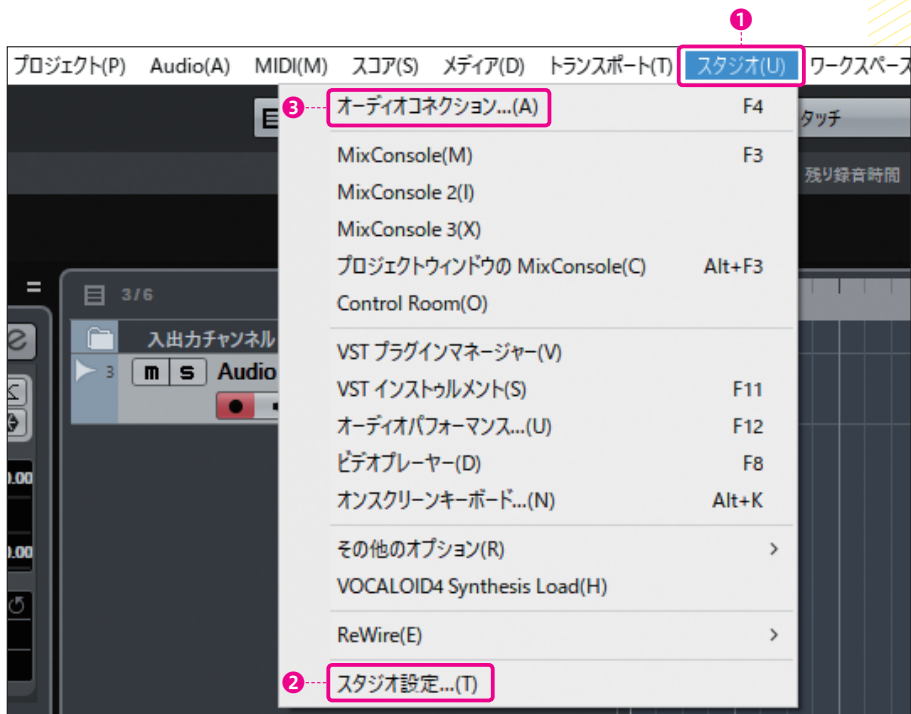 ❶
プロジェクト(P) Audio(A) MIDI(M) スコア(S) メディア(D) トランスポート(T) スタジオ(U) ワークスペース
❸ オーディオコネクション...(A) F4
タッチ
MixConsole(M) F3
残り録音時間
MixConsole 2(I)
MixConsole 3(X)
プロジェクトウィンドウの MixConsole(C) Alt+F3
3/6
Control Room(O)
入出力チャンネル
VST プラグインマネージャー(V)
3 m s Audio
VST インストゥルメント(S) F11
オーディオパフォーマンス...(U) F12
ビデオプレーヤー(D) F8
オンスクリーンキーボード...(N) Alt+K
0.00
その他のオプション(R) >
0.00
VOCALOID4 Synthesis Load(H)
ReWire(E) >
❷ スタジオ設定...(T)